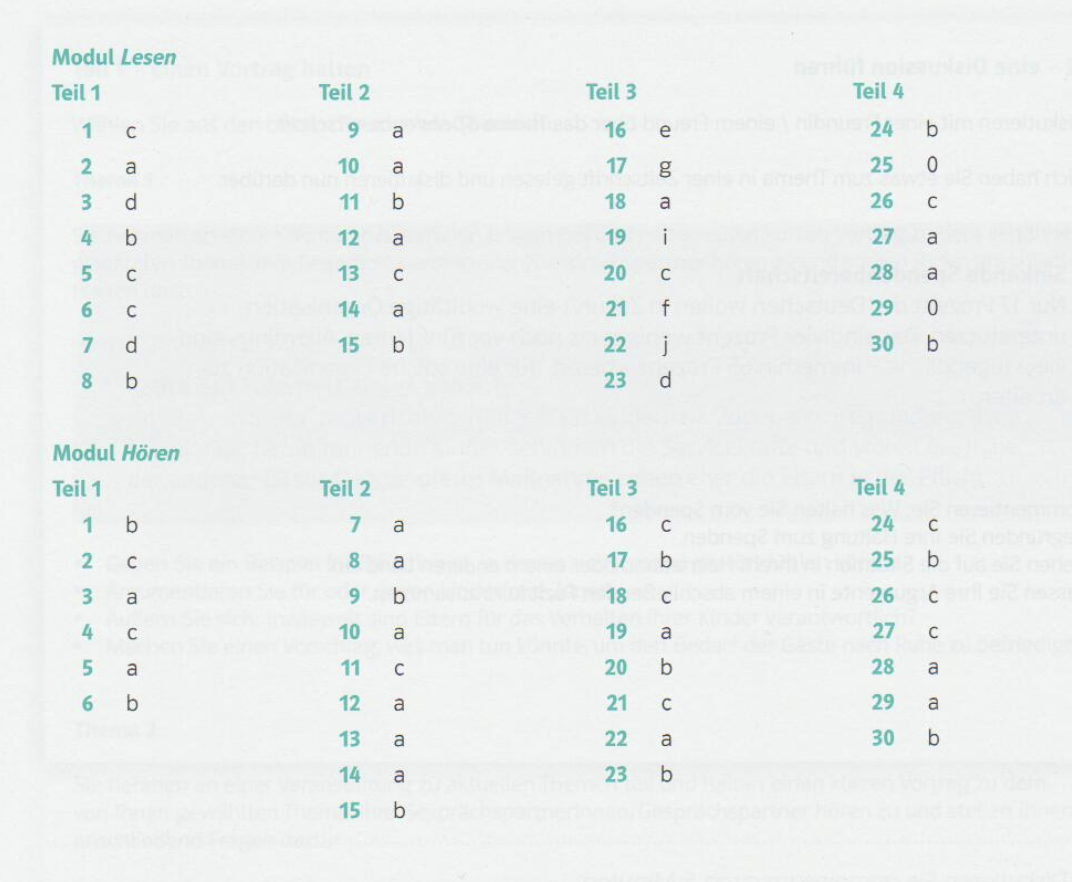 Modul Lesen
Teil 1 Teil 2 Teil 3 Teil 4
1 c 9 a 16 e 24 b
2 a 10 a 17 g 25 0
3 d 11 b 18 a 26 c
4 b 12 a 19 i 27 a
5 c 13 c 20 c 28 a
6 c 14 a 21 f 29 0
7 d 15 b 22 j 30 b
8 b 23 d
Modul Hören
Teil 1 Teil 2 Teil 3 Teil 4
1 b 7 a 16 c 24 c
2 c 8 a 17 b 25 b
3 a 9 b 18 b 26 c
4 c 10 a 19 a 27 c
5 a 11 c 20 b 28 a
6 b 12 a 21 c 29 a
13 a 22 a 30 b
14 a 23 b
15 b